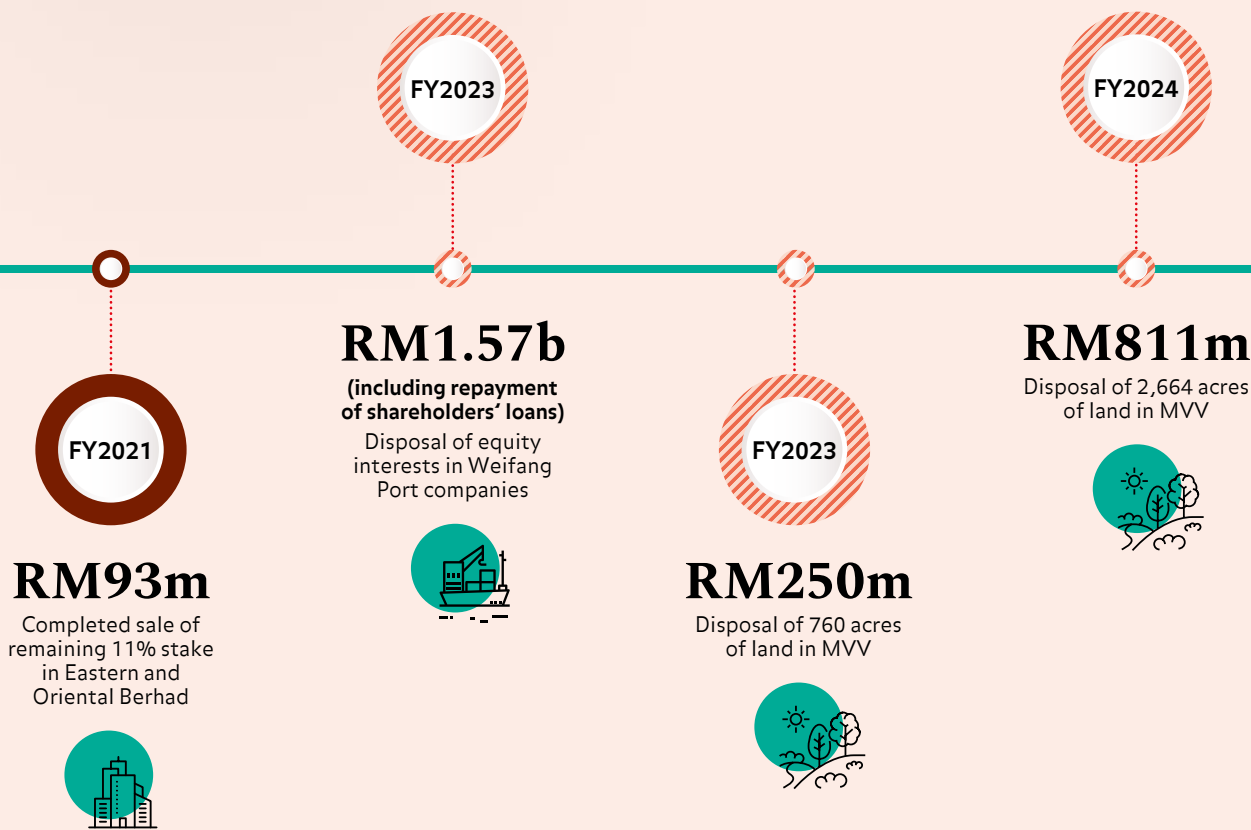 FY2021
RM93m
Completed sale of
remaining 11% stake
in Eastern and
Oriental Berhad
FY2023
RM1.57b
(including repayment
of shareholders’ loans)
Disposal of equity
interests in Weifang
Port companies
FY2023
RM250m
Disposal of 760 acres
of land in MVV
FY2024
RM811m
Disposal of 2,664 acres
of land in MVV